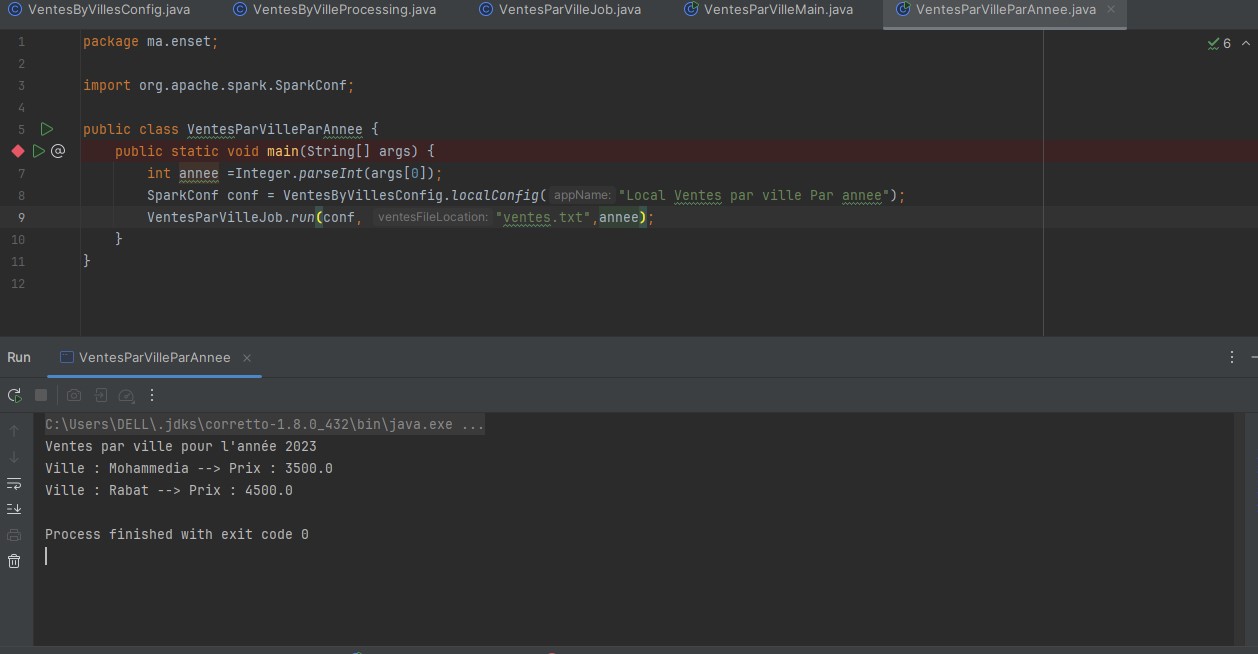 VentesByVillesConfig.java VentesByVilleProcessing.java VentesParVilleJob.java VentesParVilleMain.java VentesParVilleParAnnee.java
1 package ma.enset;
6
2
3 import org.apache.spark.SparkConf;
4
5 public class VentesParVilleParAnnee {
public static void main(String[] args) {
7 int annee =Integer.parseInt(args[0]);
8 SparkConf conf = VentesByVillesConfig.localConfig( appName: "Local Ventes par ville Par annee");
9 VentesParVilleJob.run(conf, ventesFileLocation: "ventes.txt",annee);
10 }
11 }
12
Run VentesParVilleParAnnee
C:\Users\DELL\.jdks\corretto-1.8.0_432\bin\java.exe ...
Ventes par ville pour l'année 2023
Ville : Mohammedia --> Prix : 3500.0
Ville : Rabat --> Prix : 4500.0
Process finished with exit code 0